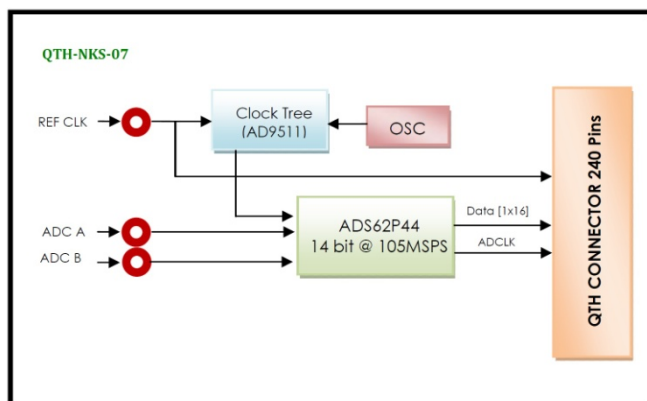 QTH-NKS-07
REF CLK
Clock Tree
(AD9511)
OSC
ADC A
ADC B
ADS62P44
14 bit @ 105MSPS
Data [1x16]
ADCLK
QTH CONNECTOR 240 Pins